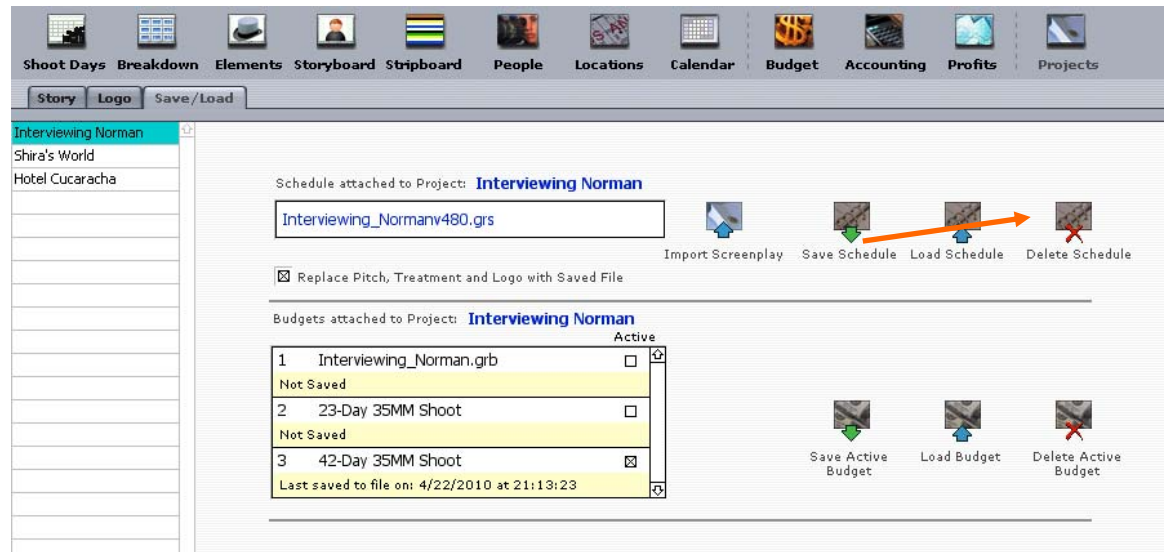 Shoot Days Breakdown Elements Storyboard Stripboard People Locations Calendar Budget Accounting Profits Projects
Story Logo Save/Load
Interviewing Norman
Shira's World
Hotel Cucaracha
Schedule attached to Project: Interviewing Norman
Interviewing_Normanv480.grs
Import Screenplay Save Schedule Load Schedule Delete Schedule
Replace Pitch, Treatment and Logo with Saved File
Budgets attached to Project: Interviewing Norman
Active
1 Interviewing_Norman.grb
Not Saved
2 23-Day 35MM Shoot
Not Saved
3 42-Day 35MM Shoot
Last saved to file on: 4/22/2010 at 21:13:23
Save Active
Budget
Load Budget
Delete Active
Budget